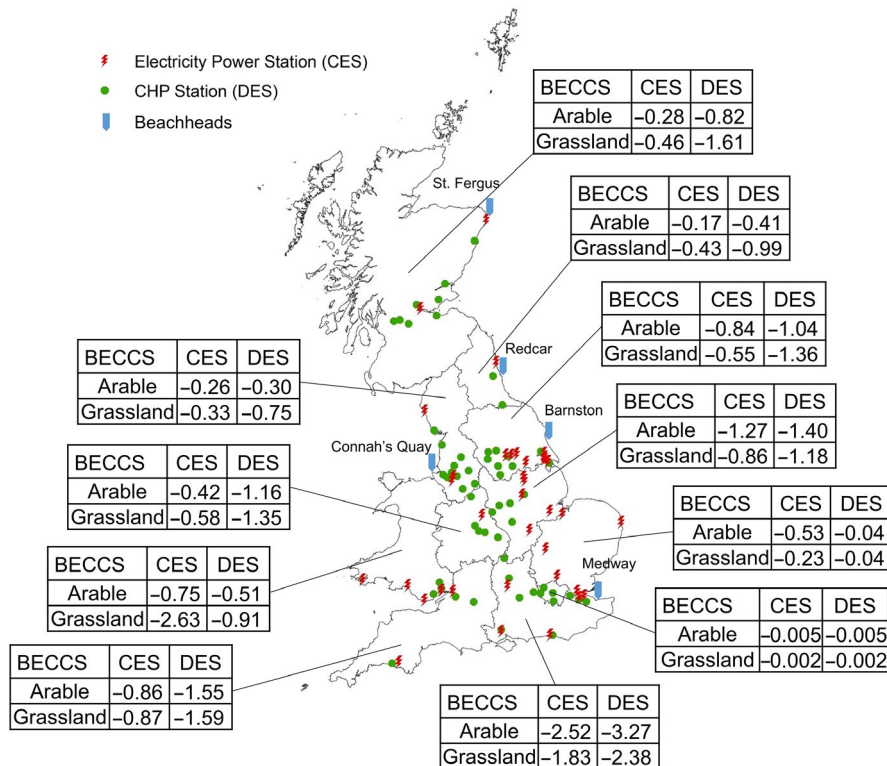 Electricity Power Station (CES)
CHP Station (DES)
Beachheads
BECCS CES DES
Arable –0.28 –0.82
Grassland –0.46 –1.61
St. Fergus
BECCS CES DES
Arable –0.17 –0.41
Grassland –0.43 –0.99
BECCS CES DES
Arable –0.84 –1.04
Grassland –0.55 –1.36
Redcar
BECCS CES DES
Arable –0.26 –0.30
Grassland –0.33 –0.75
Barnston
BECCS CES DES
Arable –1.27 –1.40
Grassland –0.86 –1.18
Connah's Quay
BECCS CES DES
Arable –0.42 –1.16
Grassland –0.58 –1.35
BECCS CES DES
Arable –0.53 –0.04
Grassland –0.23 –0.04
Medway
BECCS CES DES
Arable –0.75 –0.51
Grassland –2.63 –0.91
BECCS CES DES
Arable –0.005 –0.005
Grassland –0.002 –0.002
BECCS CES DES
Arable –0.86 –1.55
Grassland –0.87 –1.59
BECCS CES DES
Arable –2.52 –3.27
Grassland –1.83 –2.38